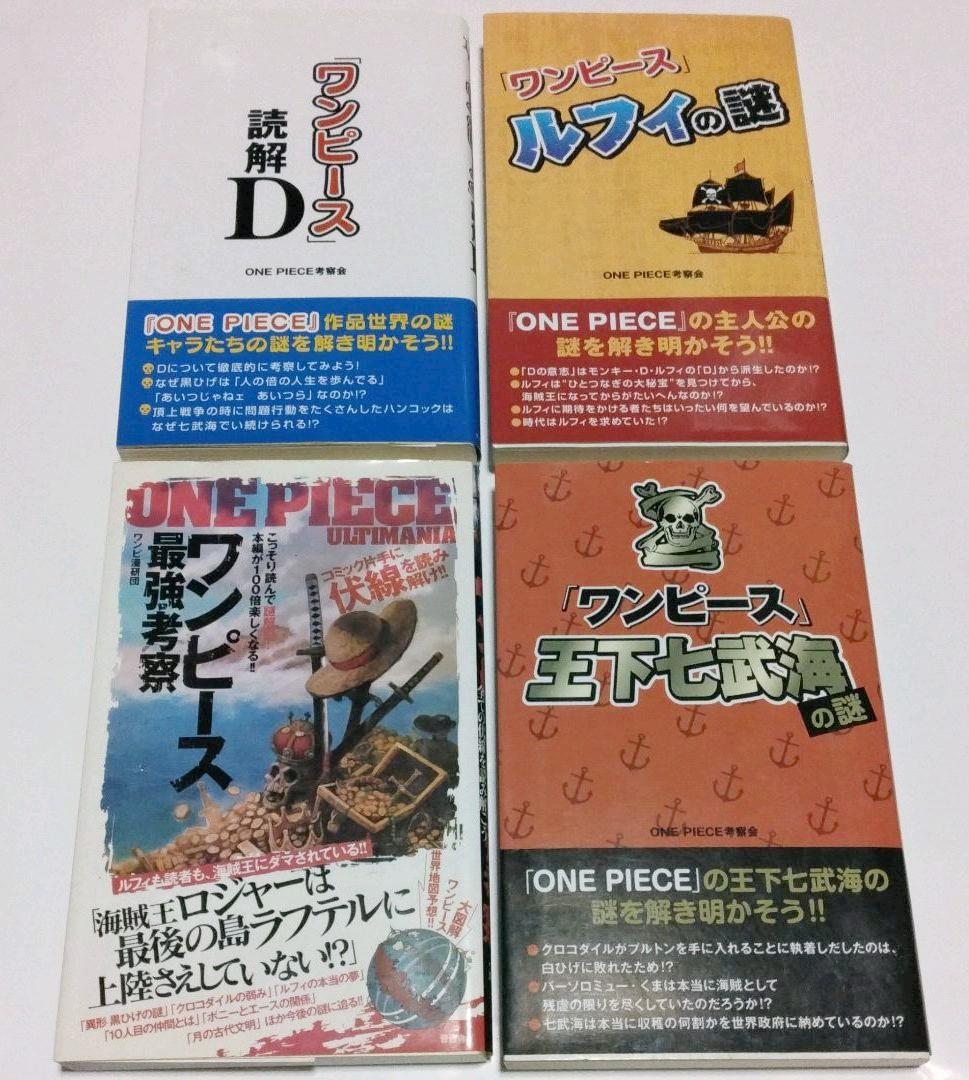 「ワンピース」
読解
D
ONE PIECE考察会
『ONE PIECE』作品世界の謎
キャラたちの謎を解き明かそう!!
Dについて徹底的に考察してみよう!
なぜ黒ひげは「人の倍の人生を歩んでる」
「あいつじゃねェ あいつら」なのか!?
頂上戦争の時に問題行動をたくさんしたハンコックは
なぜ七武海でい続けられる!?
「ワンピース」
ルフィの謎
ONE PIECE考察会
『ONE PIECE』の主人公の
謎を解き明かそう!!
●「Dの意志」はモンキー・D・ルフィの「D」から派生したのか!?
●ルフィは“ひとつなぎの大秘宝”を見つけてから、
海賊王になってからがたいへんなのか!?
●ルフィに期待をかける者たちはいったい何を望んでいるのか!?
●時代はルフィを求めていた!?
ONE PIECE
ULTIMANIA
こっそり読んで
本編が100倍楽しくなる!!
ワンピース
最強考察
ワンピ漫研団
コミック片手に
伏線を読み
解け!!
ルフィも読者も、海賊王にダマされている!!
「海賊王ロジャーは
最後の島ラフテルに
上陸さえしていない!?」
大図解
ワンピース
世界地図予想!!
「異形 黒ひげの謎」「クロコダイルの弱み」「ルフィの本当の夢」
「10人目の仲間とは」「ボニーとエースの関係」
「月の古代文明」ほか今後の謎に迫る!!
「ワンピース」
王下七武海
の謎
ONE PIECE考察会
「ONE PIECE」の王下七武海の
謎を解き明かそう!!
●クロコダイルがプルトンを手に入れることに執着しだしたのは、
白ひげに敗れたため!?
●バーソロミュー・くまは本当に海賊として
残虐の限りを尽くしていたのだろうか!?
●七武海は本当に収穫の何割かを世界政府に納めているのか!?